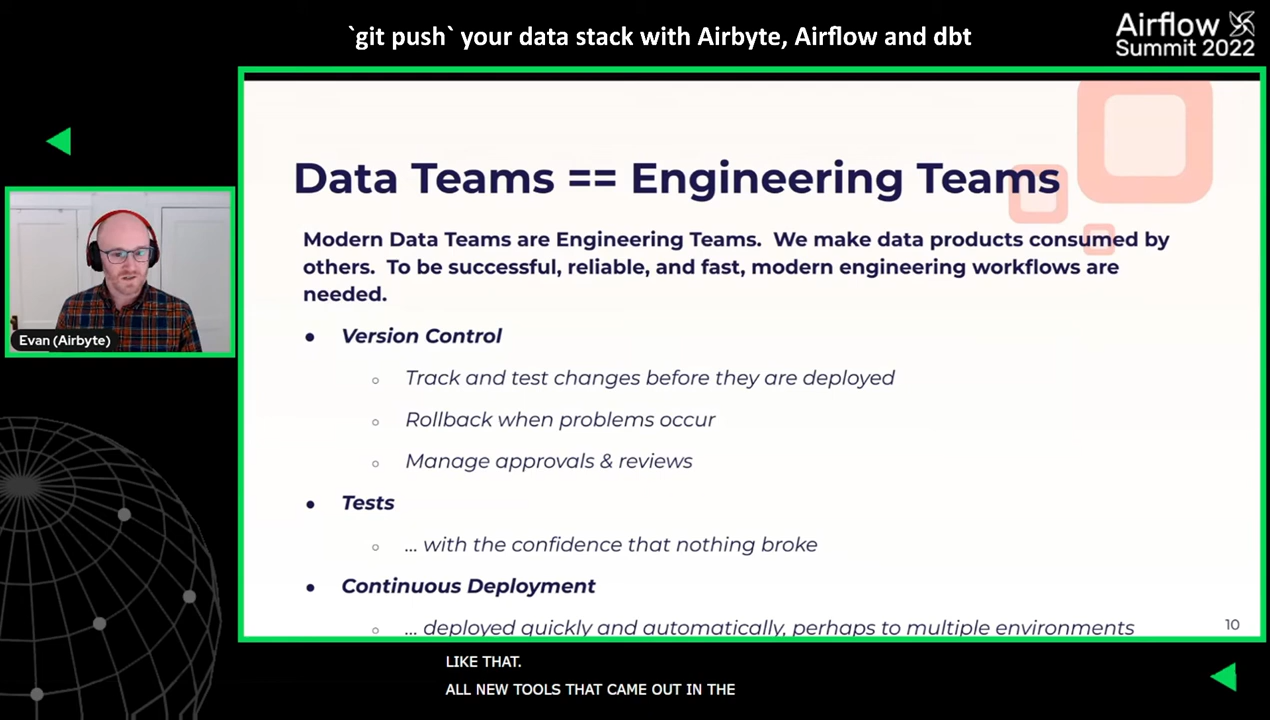 `git push` your data stack with Airbyte, Airflow and dbt
Airflow
Summit 2022
Data Teams == Engineering Teams
Modern Data Teams are Engineering Teams.  We make data products consumed by
others.  To be successful, reliable, and fast, modern engineering workflows are
needed.
● Version Control
○ Track and test changes before they are deployed
○ Rollback when problems occur
○ Manage approvals & reviews
● Tests
○ ... with the confidence that nothing broke
● Continuous Deployment
○ ... deployed quickly and automatically, perhaps to multiple environments
10
Evan (Airbyte)
LIKE THAT.
ALL NEW TOOLS THAT CAME OUT IN THE